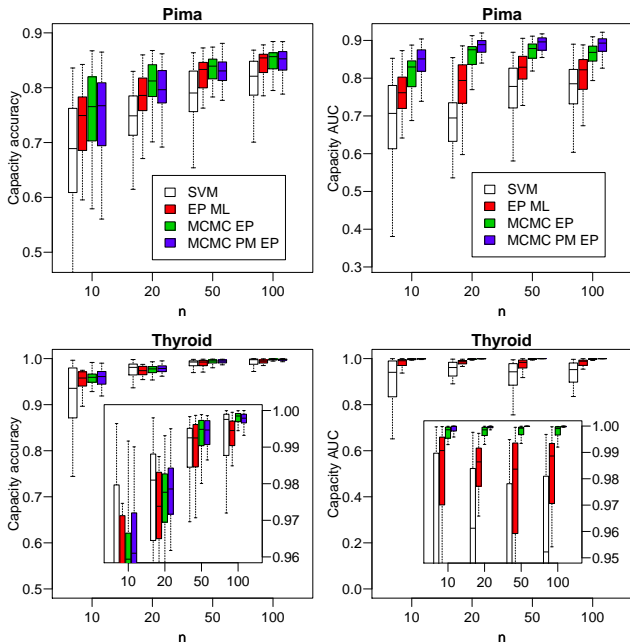 Pima
Capacity accuracy
0.9
0.8
0.7
0.6
0.5
SVM
EP ML
MCMC EP
MCMC PM EP
10 20 50 100
n
Pima
Capacity AUC
0.9
0.8
0.7
0.6
0.5
0.4
0.3
SVM
EP ML
MCMC EP
MCMC PM EP
10 20 50 100
n
Thyroid
Capacity accuracy
1.0
0.9
0.8
0.7
0.6
0.5
1.00
0.99
0.98
0.97
0.96
10 20 50 100
10 20 50 100
n
Thyroid
Capacity AUC
1.0
0.8
0.6
0.4
0.2
0.0
1.00
0.99
0.98
0.97
0.96
0.95
10 20 50 100
10 20 50 100
n